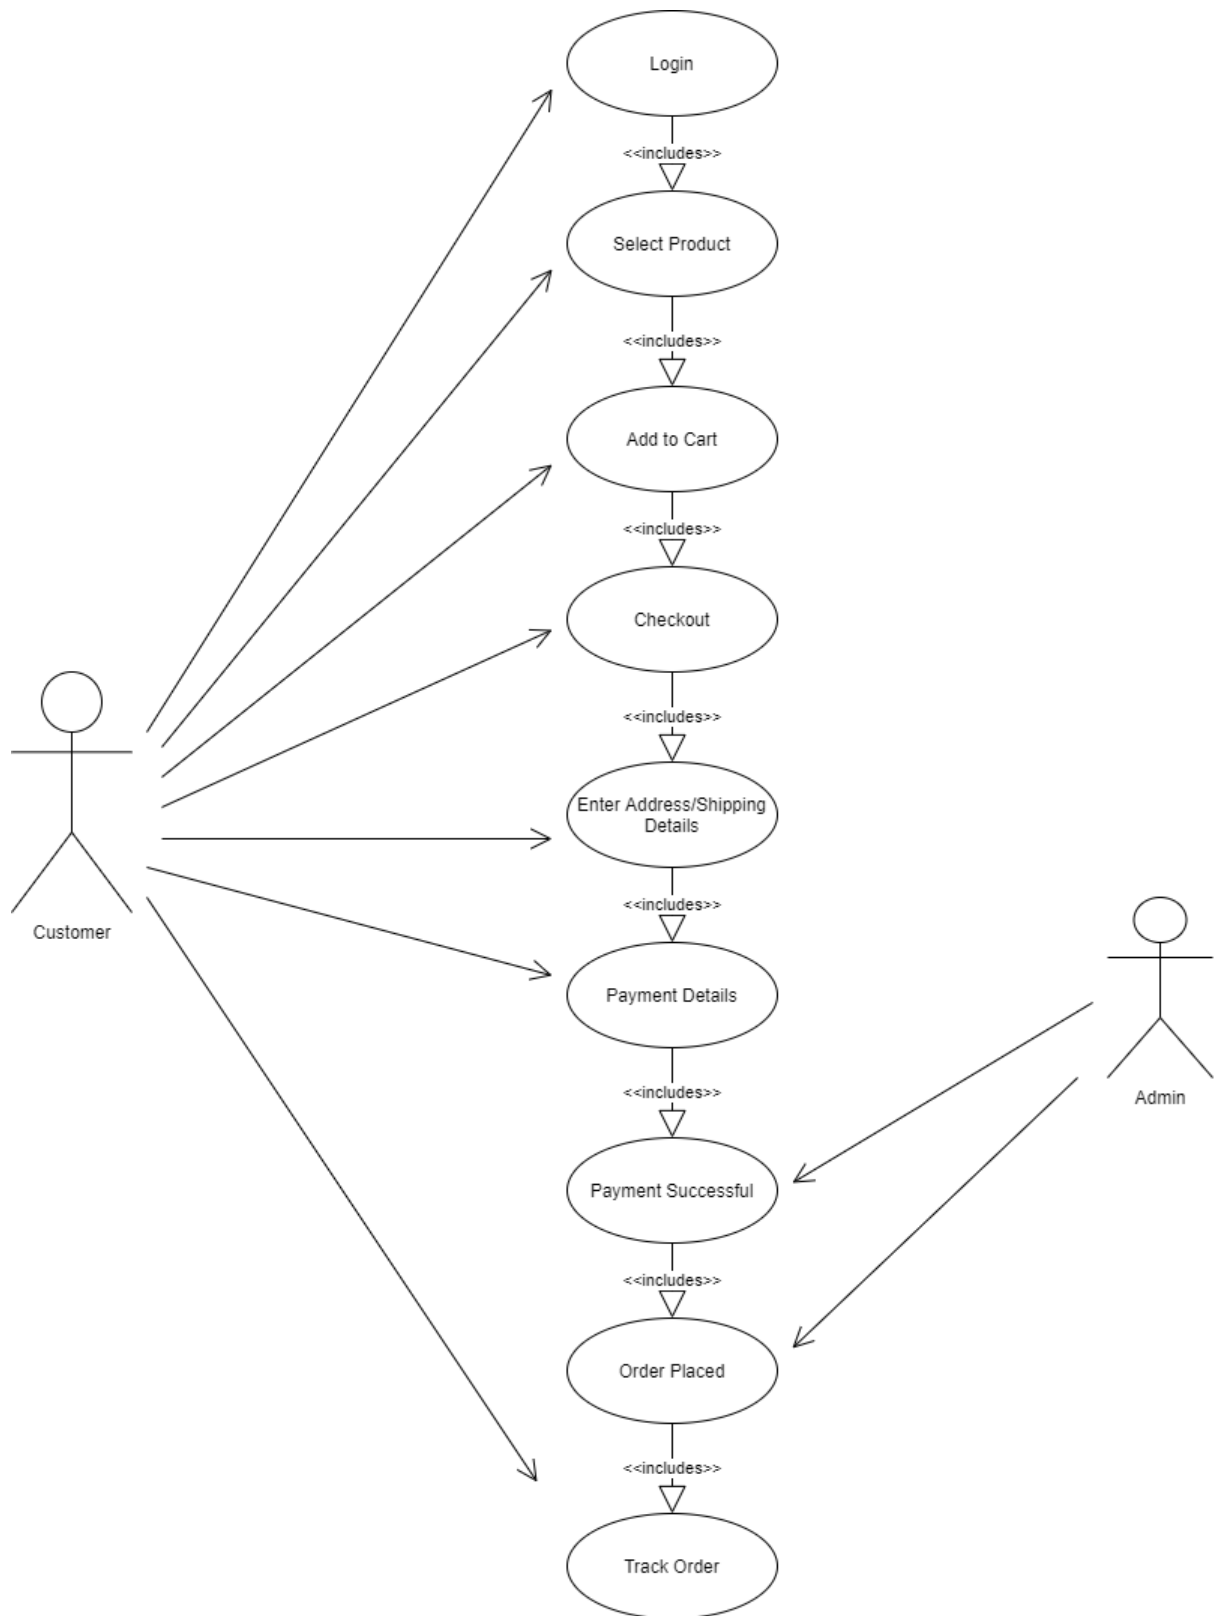 Login
<<includes>>
Select Product
<<includes>>
Add to Cart
<<includes>>
Checkout
<<includes>>
Enter Address/Shipping
Details
<<includes>>
Customer
Payment Details
<<includes>>
Admin
Payment Successful
<<includes>>
Order Placed
<<includes>>
Track Order